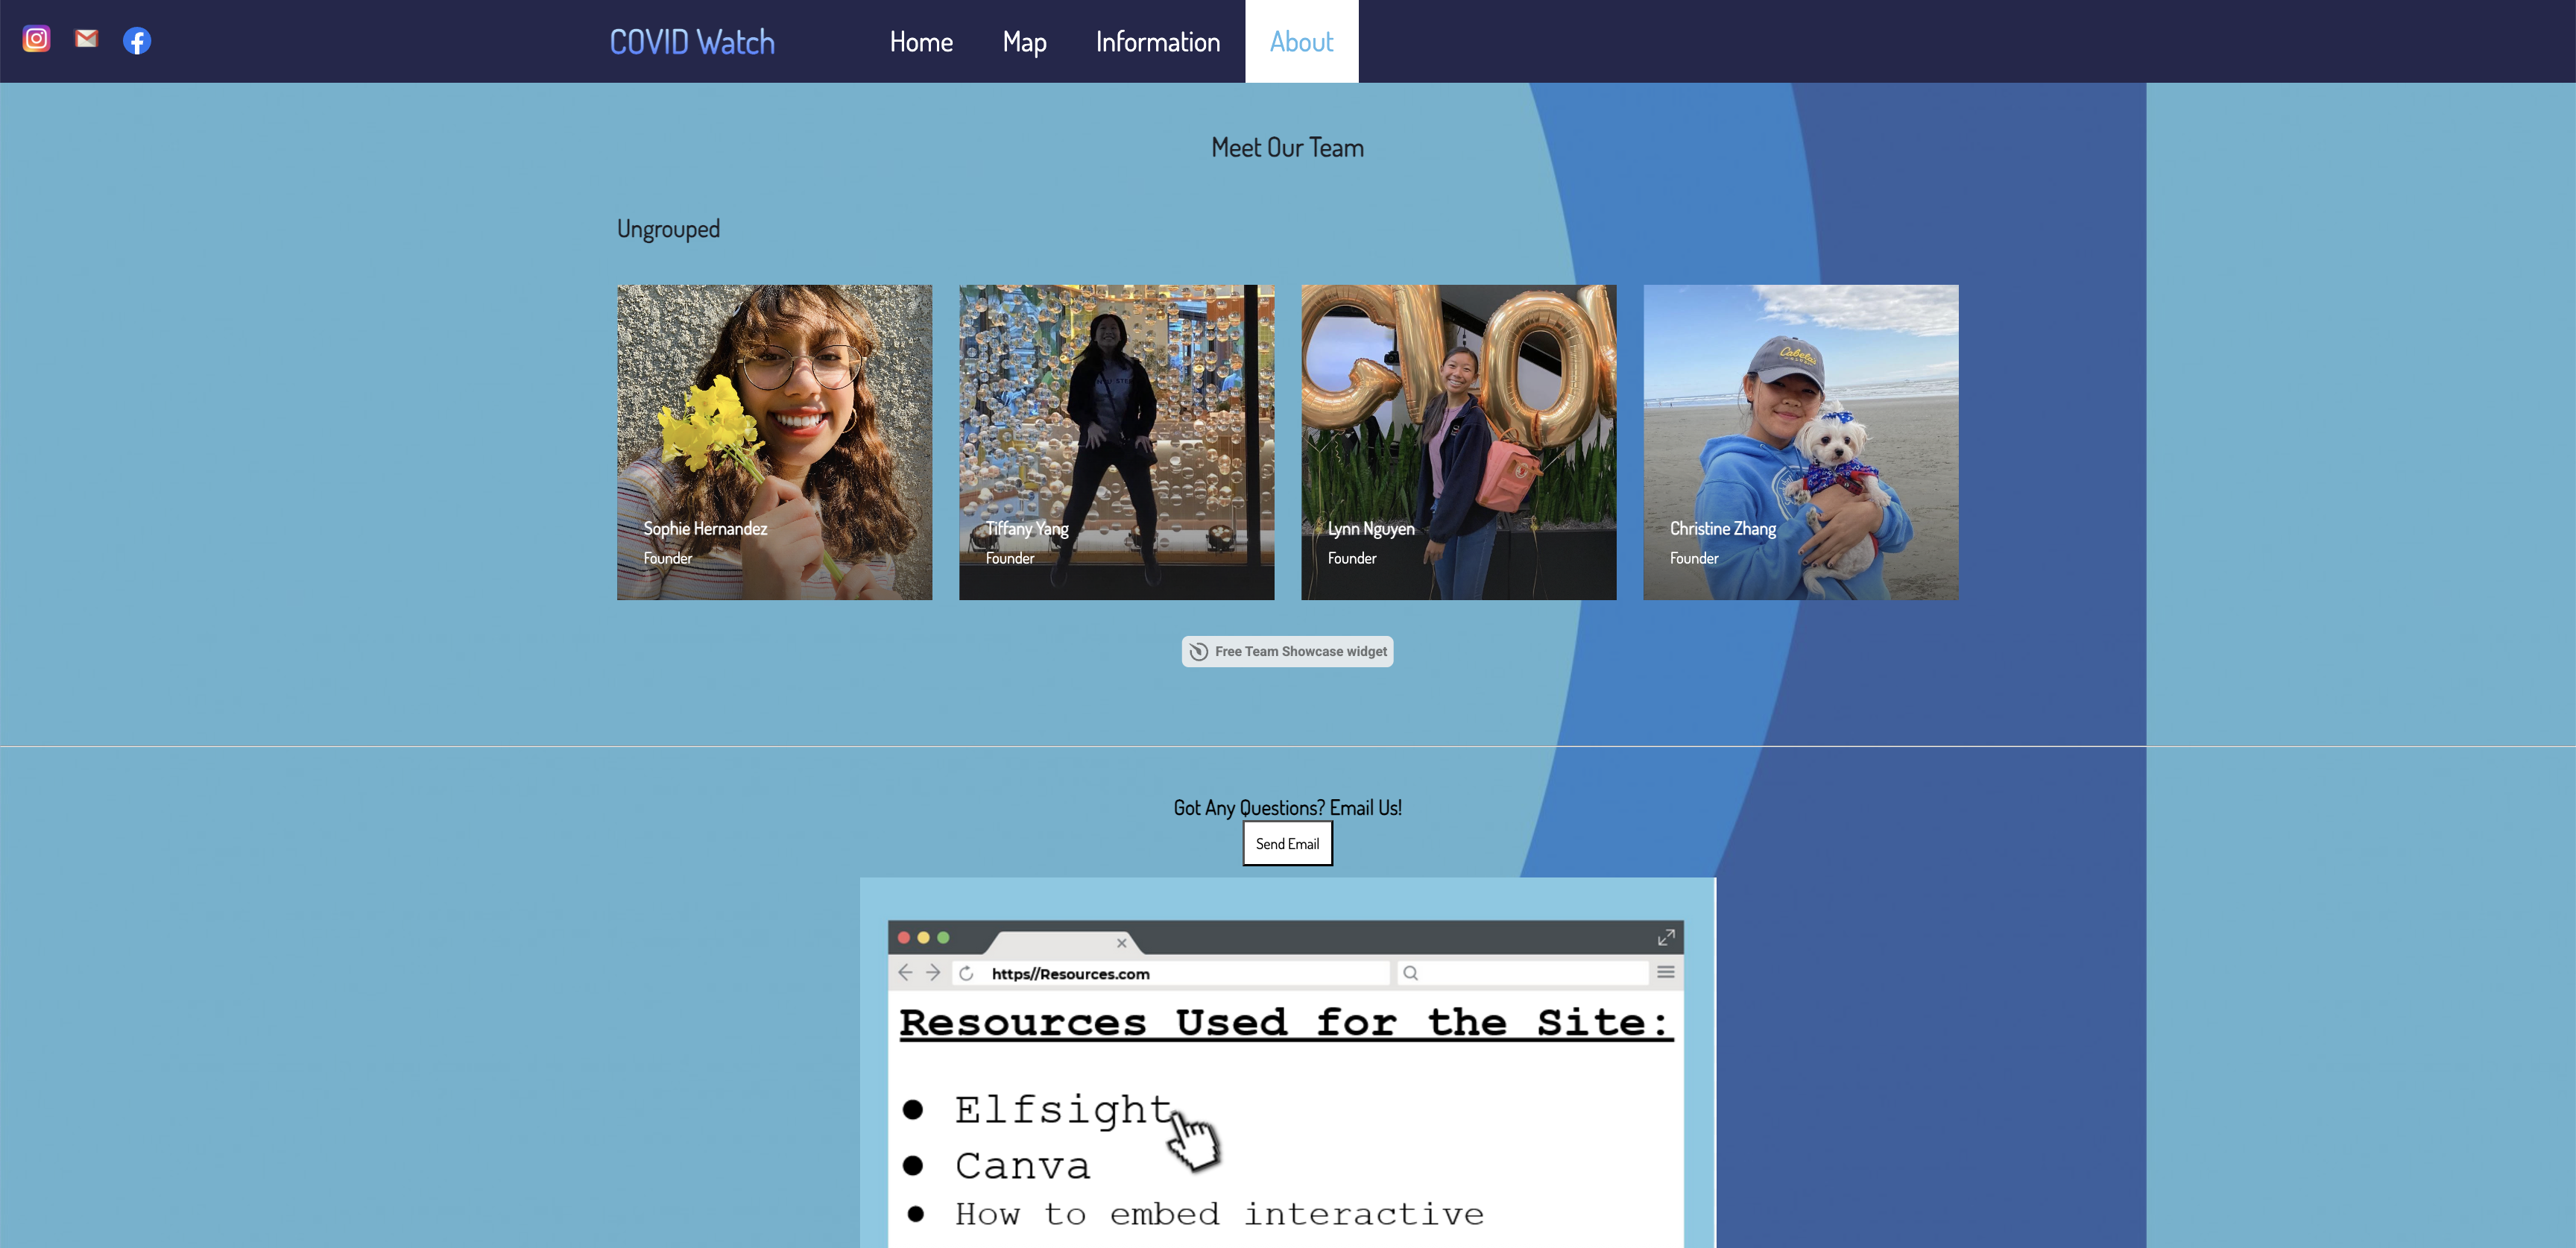 COVID Watch Home Map Information About
Meet Our Team
Ungrouped
Sophie Hernandez
Founder
Tiffany Yang
Founder
Lynn Nguyen
Founder
Cabela's
Christine Zhang
Founder
Free Team Showcase widget
Got Any Questions? Email Us!
Send Email
https//Resources.com
Resources Used for the Site:
● Elfsight
● Canva
● How to embed interactive